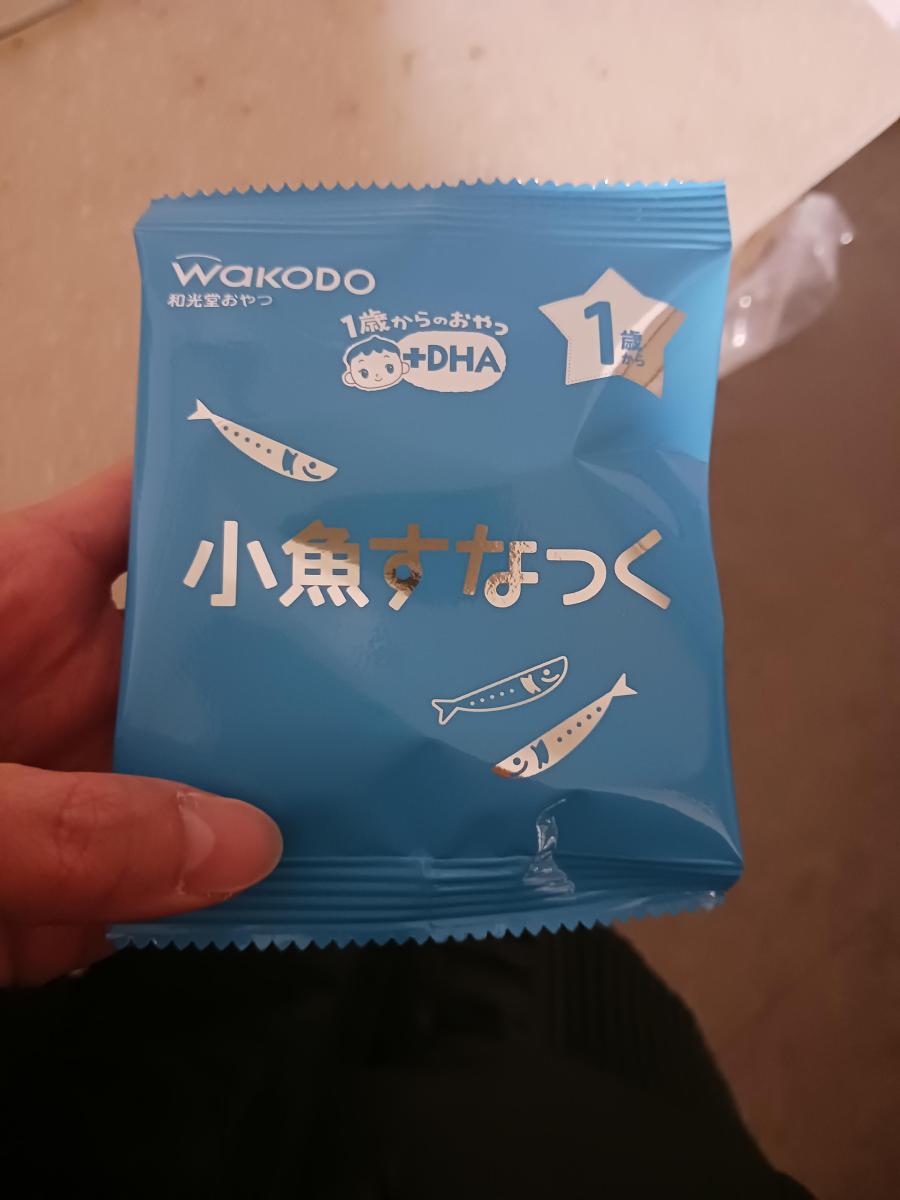 WAKODO
和光堂おやつ
1歳からのおやつ
+DHA
1歳から
小魚すなっく